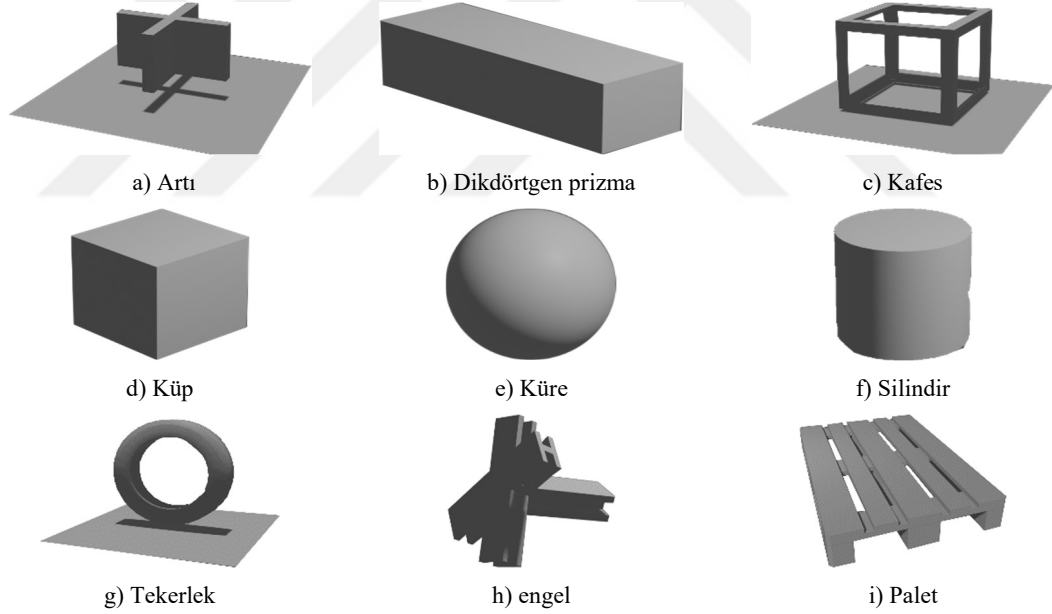 a) Artı
b) Dikdörtgen prizma
c) Kafes
d) Küp
e) Küre
f) Silindir
g) Tekerlek
h) engel
i) Palet